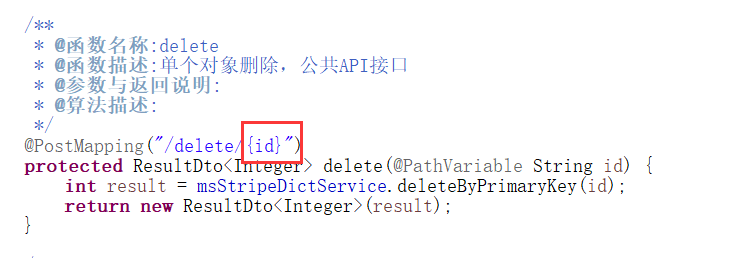 /**
 * @函数名称:delete
 * @函数描述:单个对象删除，公共API接口
 * @参数与返回说明:
 * @算法描述:
 */
@PostMapping("/delete/{id}")
protected ResultDto<Integer> delete(@PathVariable String id) {
    int result = msStripeDictService.deleteByPrimaryKey(id);
    return new ResultDto<Integer>(result);
}